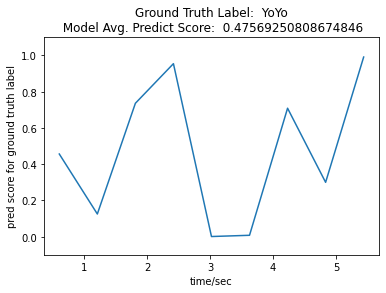 Ground Truth Label:  YoYo
Model Avg. Predict Score:  0.47569250808674846
pred score for ground truth label
1.0
0.8
0.6
0.4
0.2
0.0
1 2 3 4 5
time/sec